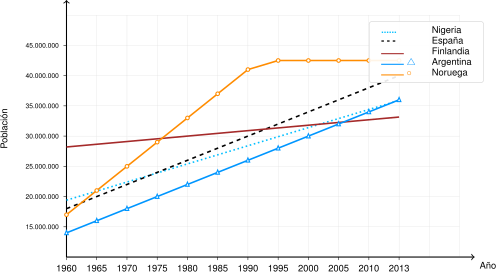 Nigeria
España
Finlandia
Argentina
Noruega
45.000.000
40.000.000
35.000.000
30.000.000
25.000.000
20.000.000
15.000.000
Población
1960 1965 1970 1975 1980 1985 1990 1995 2000 2005 2010 2013
Año